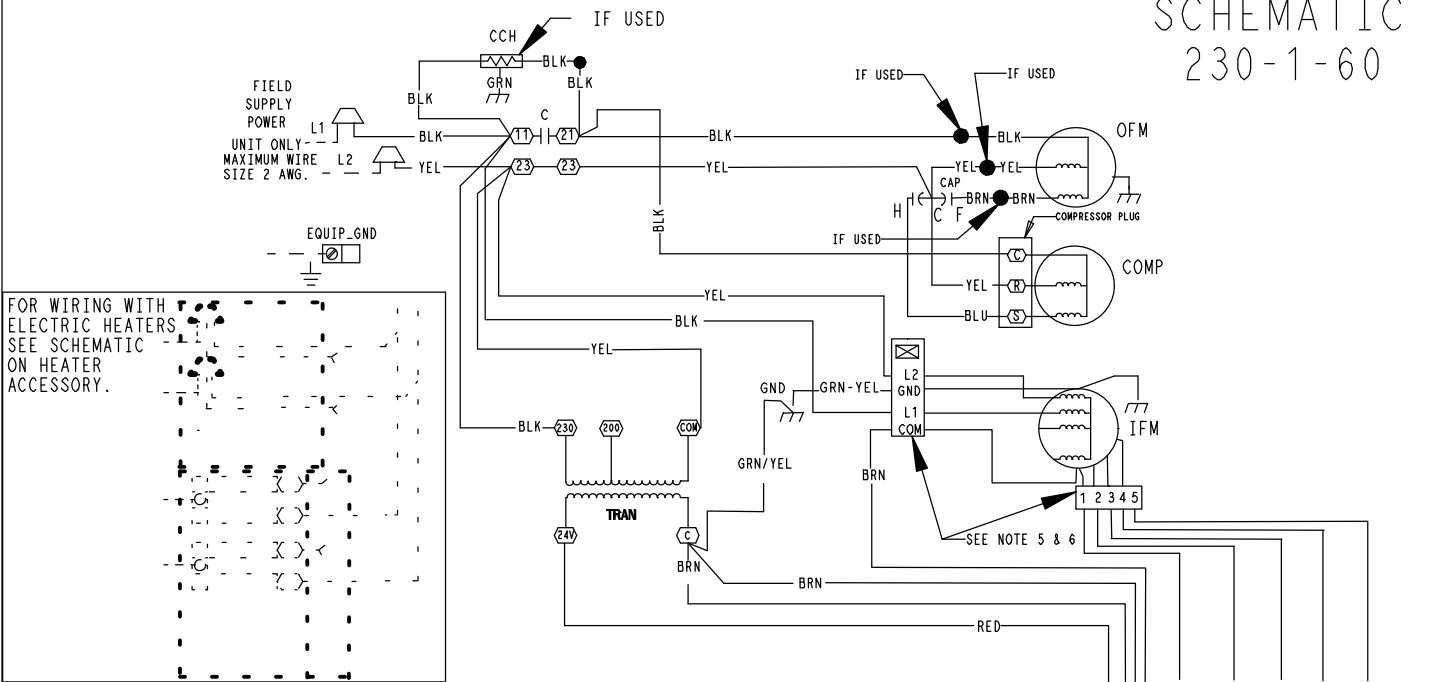 SCHEMATIC
230-1-60
IF USED
CCH
BLK
GRN
BLK
BLK
FIELD
SUPPLY
POWER
L1
UNIT ONLY
MAXIMUM WIRE
SIZE 2 AWG.
L2
BLK
11
C
21
BLK
YEL
23
23
YEL
IF USED
IF USED
BLK
OFM
YEL
YEL
CAP
H
C
F
BRN
BRN
IF USED
COMPRESSOR PLUG
BLK
C
COMP
YEL
R
BLU
S
EQUIP_GND
FOR WIRING WITH
ELECTRIC HEATERS
SEE SCHEMATIC
ON HEATER
ACCESSORY.
YEL
BLK
YEL
L2
GND
GRN-YEL
GND
L1
COM
IFM
BLK
230
200
COM
GRN/YEL
BRN
1 2 3 4 5
TRAN
24V
C
SEE NOTE 5 & 6
BRN
BRN
RED